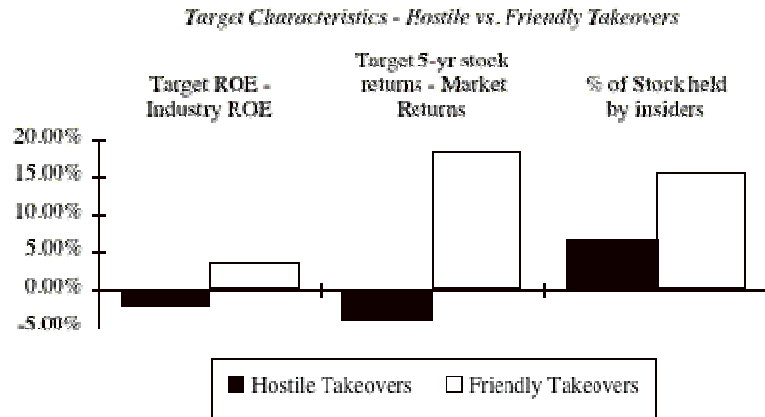 Target Characteristics - Hostile vs. Friendly Takeovers
Target ROE -
Industry ROE
Target 5-yr stock
returns - Market
Returns
% of Stock held
by insiders
20.00%
15.00%
10.00%
5.00%
0.00%
-5.00%
Hostile Takeovers
Friendly Takeovers